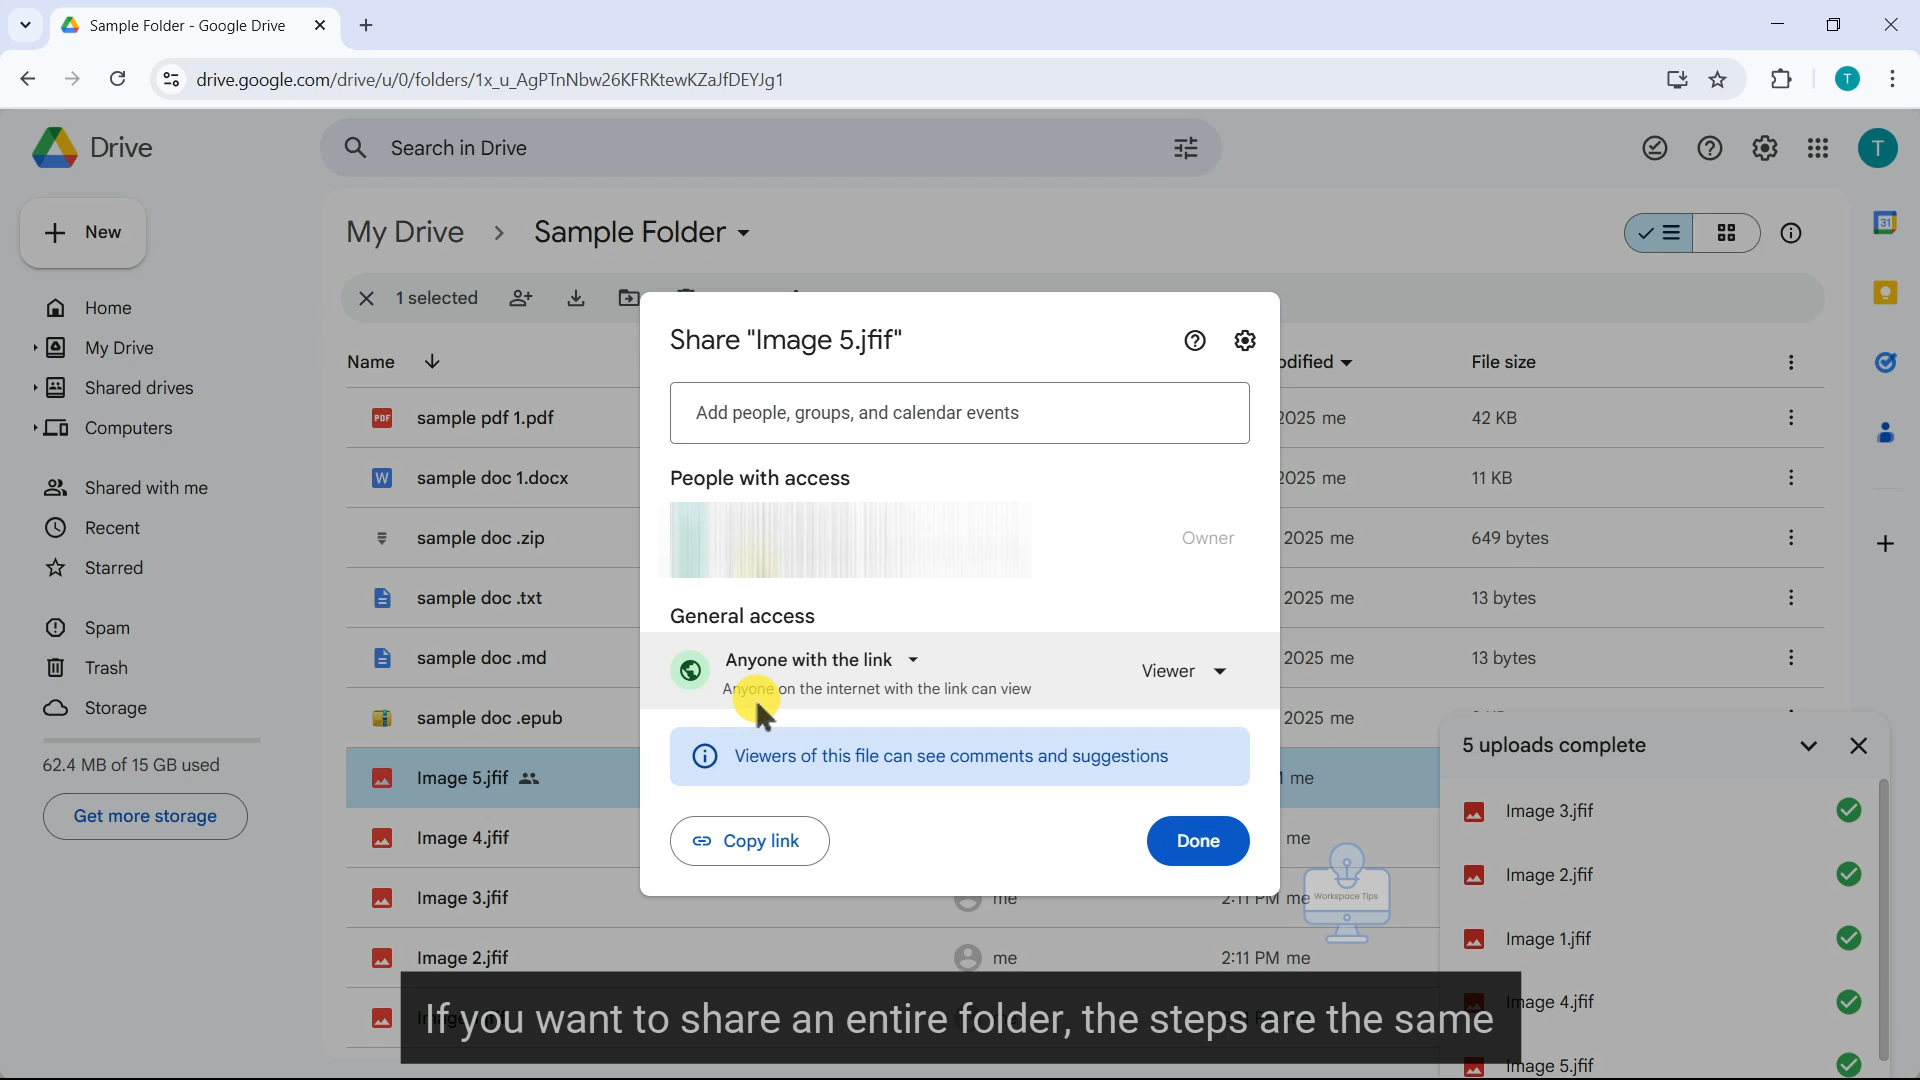 Sample Folder - Google Drive
drive.google.com/drive/u/0/folders/1x_u_AgPTnNbw26KFRKtewKZaJfDEYJg1
T
Drive
Search in Drive
T
31
New
My Drive
Sample Folder
1 selected
Home
My Drive
Shared drives
Computers
Shared with me
Recent
Starred
Spam
Trash
Storage
62.4 MB of 15 GB used
Get more storage
Name
odified
File size
PDF
sample pdf 1.pdf
2025 me
42 KB
W
sample doc 1.docx
2025 me
11 KB
sample doc .zip
2025 me
649 bytes
sample doc .txt
2025 me
13 bytes
sample doc .md
2025 me
13 bytes
sample doc .epub
2025 me
Image 5.jfif
me
Image 4.jfif
me
Image 3.jfif
me
2:11 PM me
Image 2.jfif
me
2:11 PM me
Share "Image 5.jfif"
Add people, groups, and calendar events
People with access
Owner
General access
Anyone with the link
Anyone on the internet with the link can view
Viewer
Viewers of this file can see comments and suggestions
Copy link
Done
Workspace Tips
5 uploads complete
Image 3.jfif
Image 2.jfif
Image 1.jfif
Image 4.jfif
Image 5.jfif
If you want to share an entire folder, the steps are the same